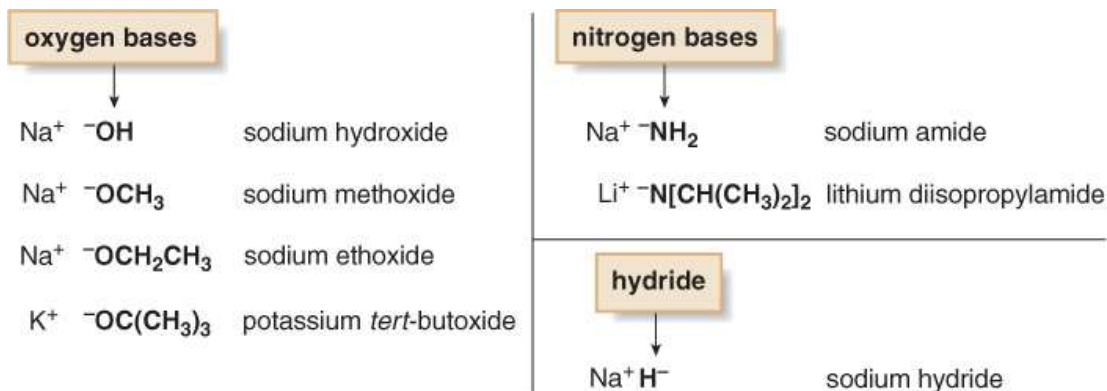 oxygen bases
Na⁺ ⁻OH sodium hydroxide
Na⁺ ⁻OCH₃ sodium methoxide
Na⁺ ⁻OCH₂CH₃ sodium ethoxide
K⁺ ⁻OC(CH₃)₃ potassium tert-butoxide
nitrogen bases
Na⁺ ⁻NH₂ sodium amide
Li⁺ ⁻N[CH(CH₃)₂]₂ lithium diisopropylamide
hydride
Na⁺ H⁻ sodium hydride